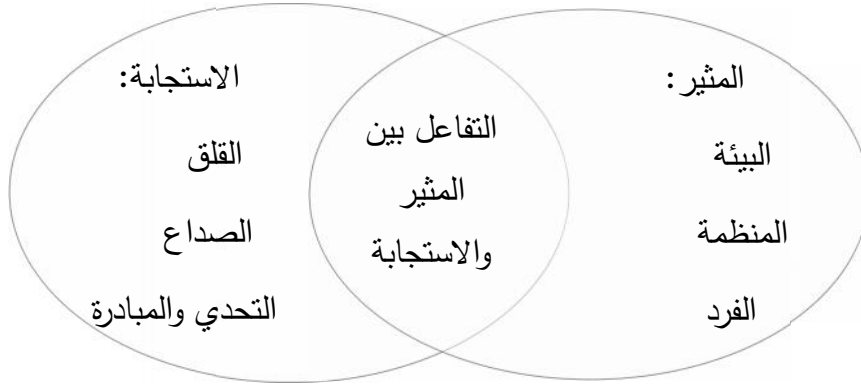 المثير:
البيئة
المنظمة
الفرد
التفاعل بين
المثير
والاستجابة
الاستجابة:
القلق
الصداع
التحدي والمبادرة